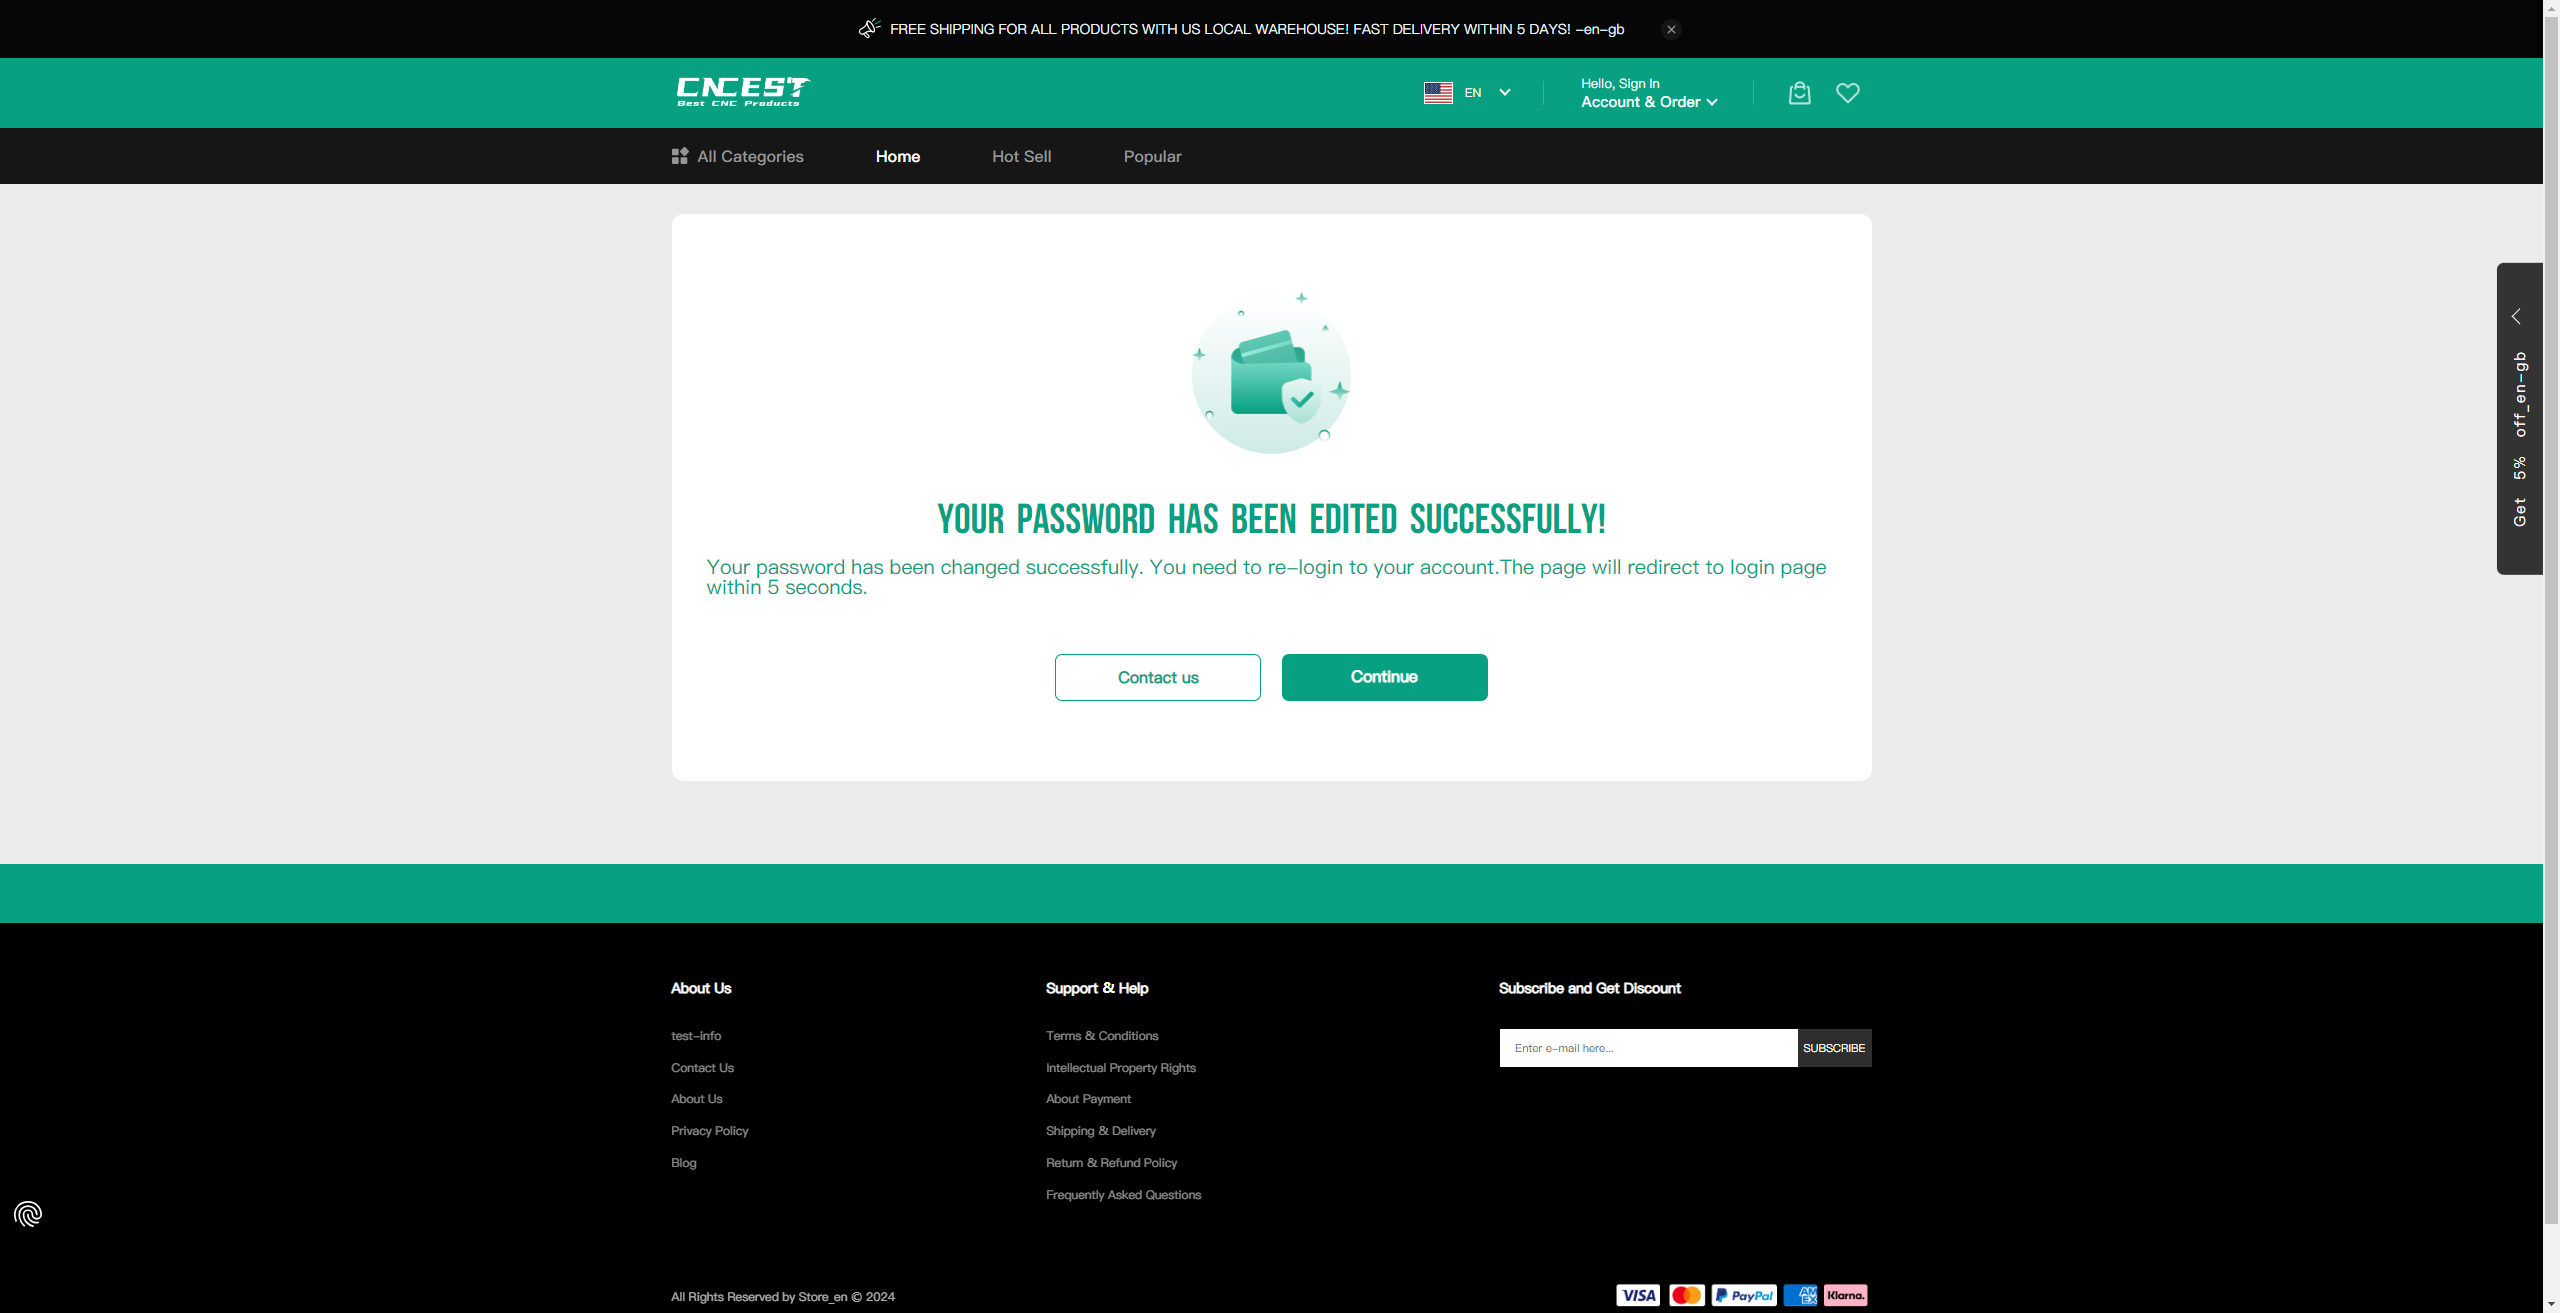 FREE SHIPPING FOR ALL PRODUCTS WITH US LOCAL WAREHOUSE! FAST DELIVERY WITHIN 5 DAYS! -en-gb
CNCEST
Best CNC Products
EN
Hello, Sign In
Account & Order
All Categories
Home
Hot Sell
Popular
Get 5% off_en-gb
YOUR PASSWORD HAS BEEN EDITED SUCCESSFULLY!
Your password has been changed successfully. You need to re-login to your account.The page will redirect to login page
within 5 seconds.
Contact us
Continue
About Us
test-info
Contact Us
About Us
Privacy Policy
Blog
Support & Help
Terms & Conditions
Intellectual Property Rights
About Payment
Shipping & Delivery
Return & Refund Policy
Frequently Asked Questions
Subscribe and Get Discount
Enter e-mail here...
SUBSCRIBE
All Rights Reserved by Store_en © 2024
VISA
PayPal
AMEX
Klarna.